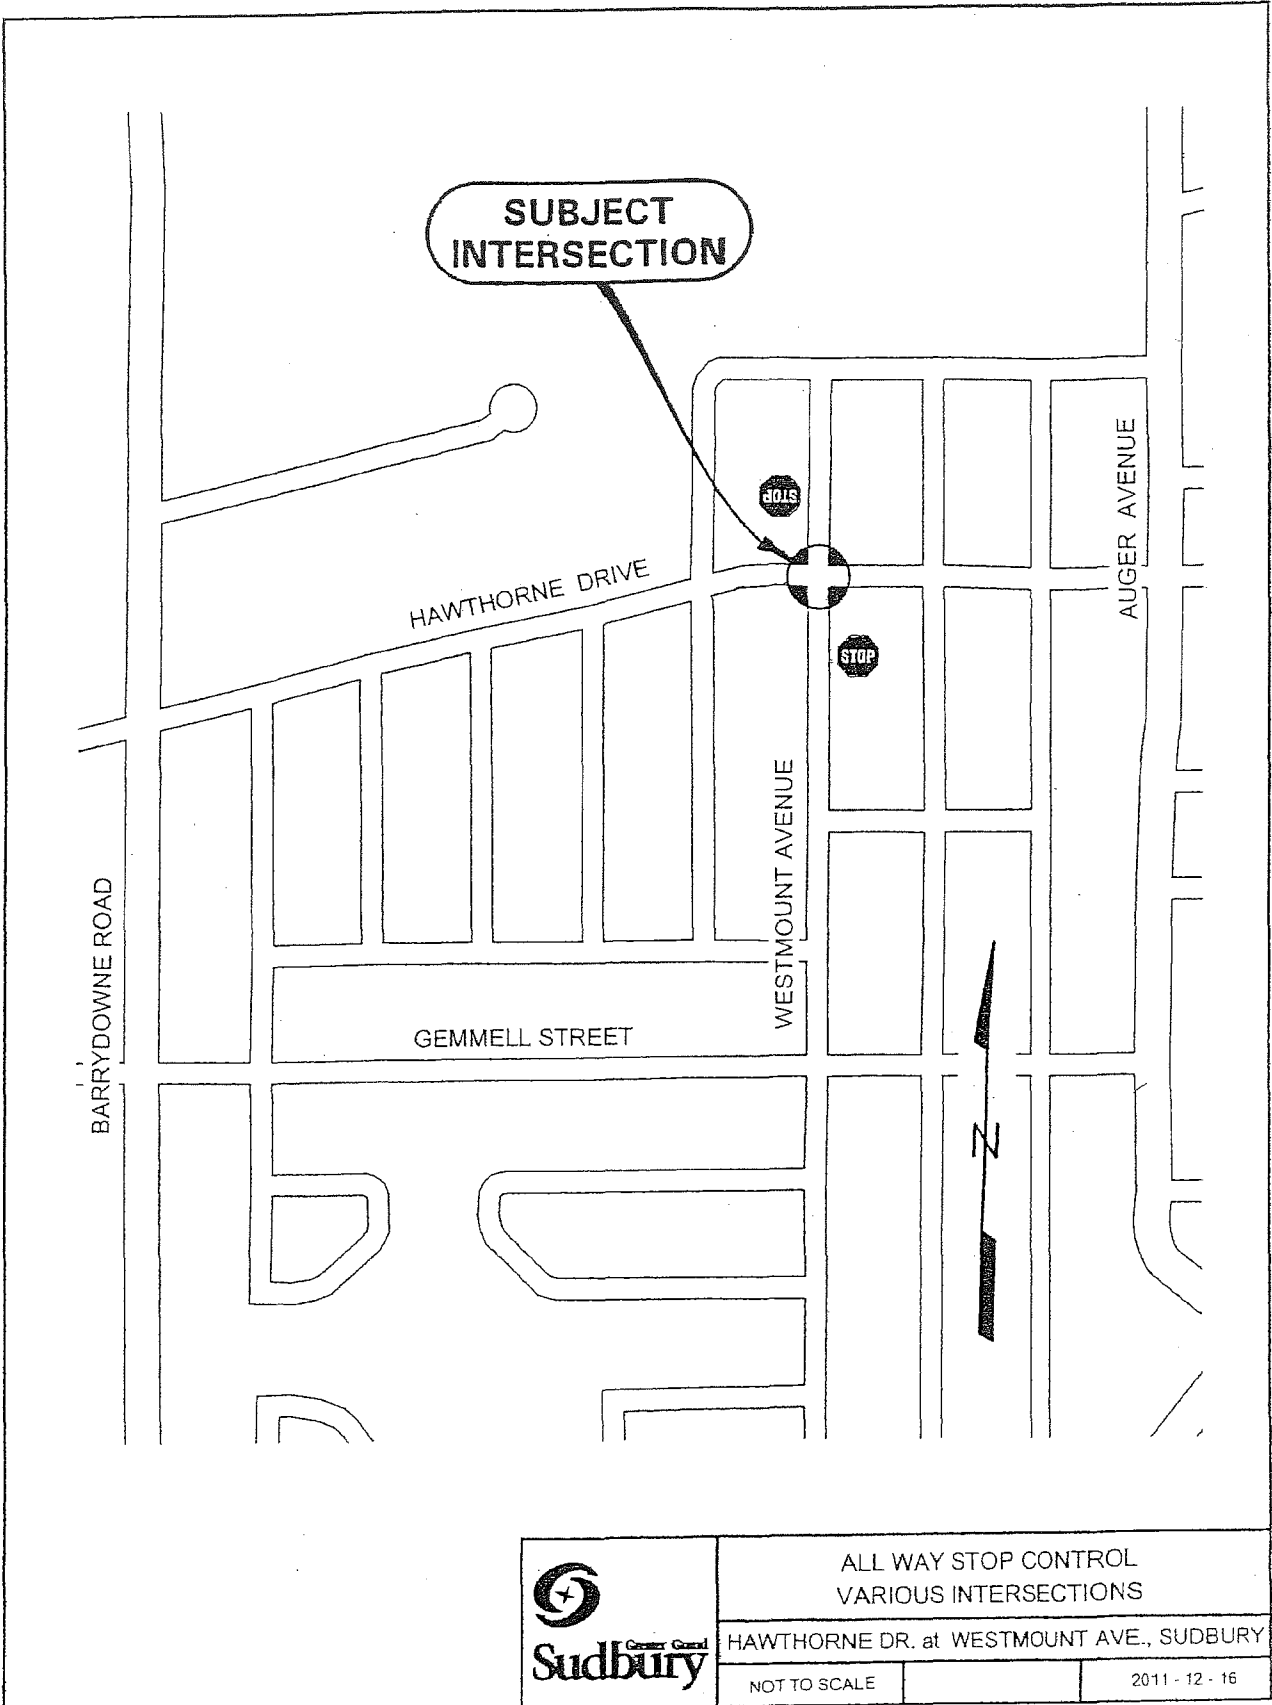 SUBJECT
INTERSECTION
STOP
HAWTHORNE DRIVE
AUGER AVENUE
STOP
WESTMOUNT AVENUE
BARRYDOWNE ROAD
GEMMELL STREET
N
ALL WAY STOP CONTROL
VARIOUS INTERSECTIONS
HAWTHORNE DR. at WESTMOUNT AVE., SUDBURY
Greater Grand
Sudbury
NOT TO SCALE
2011 - 12 - 16